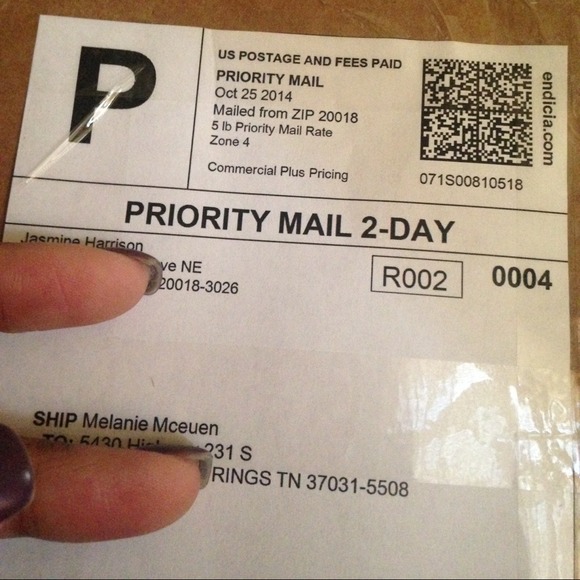 P
US POSTAGE AND FEES PAID
PRIORITY MAIL
Oct 25 2014
Mailed from ZIP 20018
5 lb Priority Mail Rate
Zone 4
Commercial Plus Pricing
endicia.com
071S00810518
PRIORITY MAIL 2-DAY
Jasmine Harrison
ve NE
20018-3026
R002
0004
SHIP Melanie Mceuen
TO: 5430 231 S
RINGS TN 37031-5508